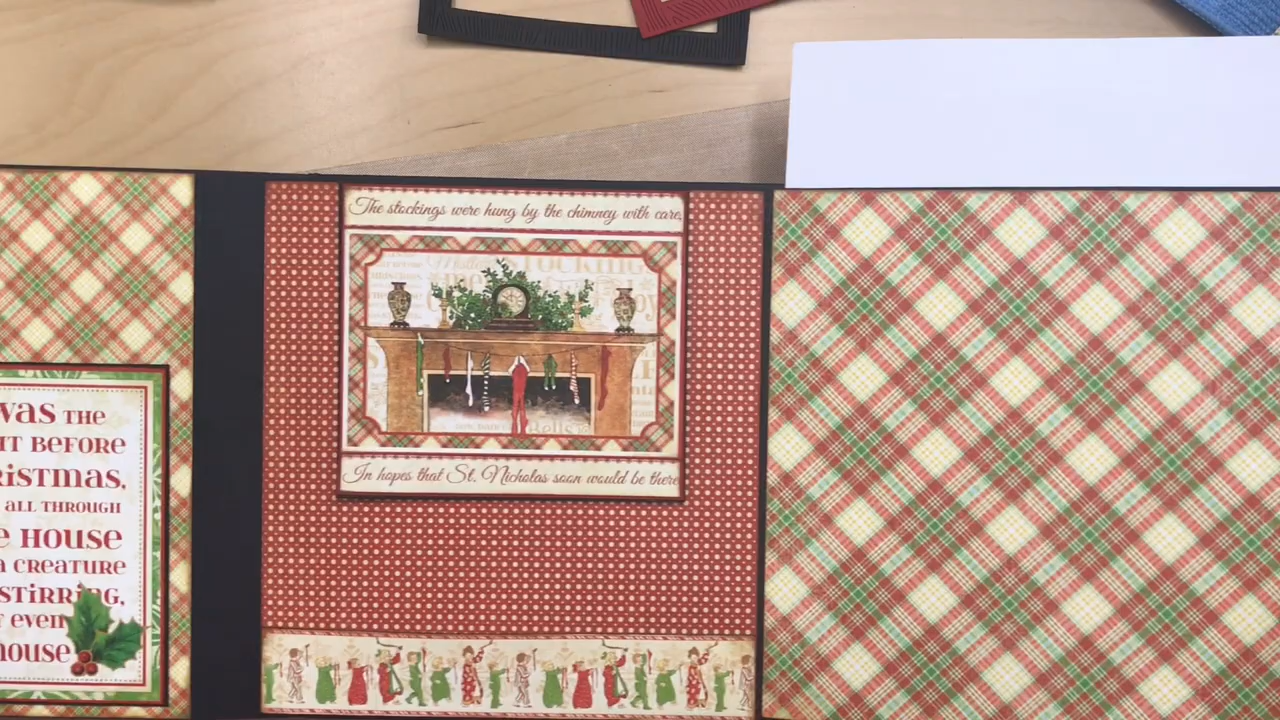 The stockings were hung by the chimney with care,
In hopes that St. Nicholas soon would be there
was the
t before
ristmas,
all through
e house
a creature
stirring,
t even
house